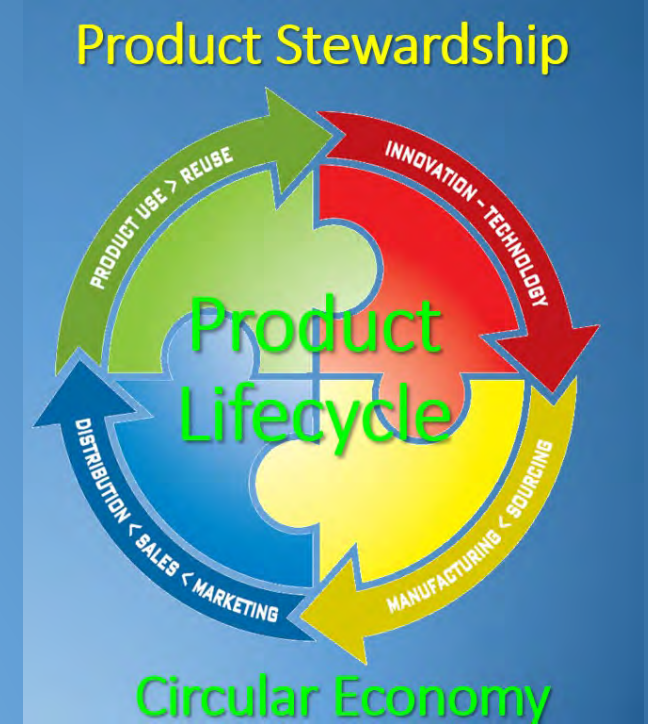 Product Stewardship
PRODUCT USE > REUSE
INNOVATION - TECHNOLOGY
Product
Lifecycle
DISTRIBUTION < SALES < MARKETING
MANUFACTURING < SOURCING
Circular Economy